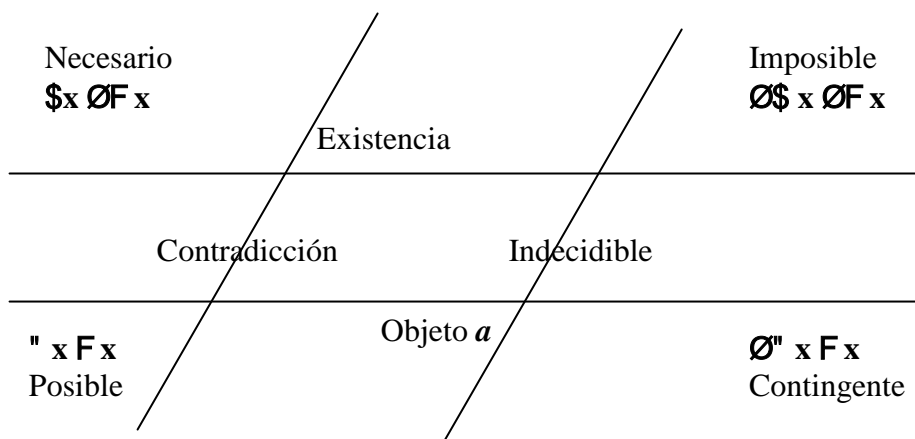 Necesario
$x ØF x
Imposible
Ø$ x ØF x
Existencia
Contradicción
Indecidible
Objeto a
" x F x
Posible
Ø" x F x
Contingente